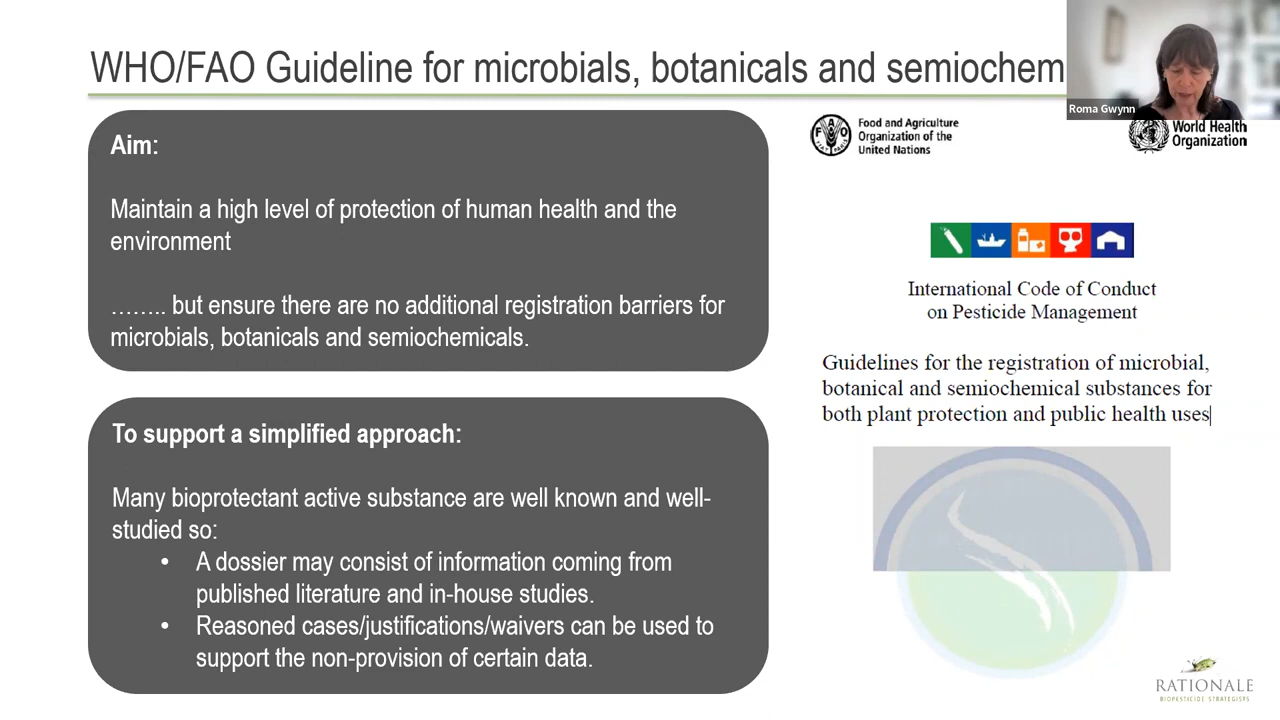 WHO/FAO Guideline for microbials, botanicals and semiochem
Roma Gwynn
Aim:
Maintain a high level of protection of human health and the
environment
…….. but ensure there are no additional registration barriers for
microbials, botanicals and semiochemicals.
To support a simplified approach:
Many bioprotectant active substance are well known and well-
studied so:
• A dossier may consist of information coming from
published literature and in-house studies.
• Reasoned cases/justifications/waivers can be used to
support the non-provision of certain data.
Food and Agriculture
Organization of the
United Nations
World Health
Organization
International Code of Conduct
on Pesticide Management
Guidelines for the registration of microbial,
botanical and semiochemical substances for
both plant protection and public health uses
RATIONALE
BIOPESTICIDE STRATEGISTS